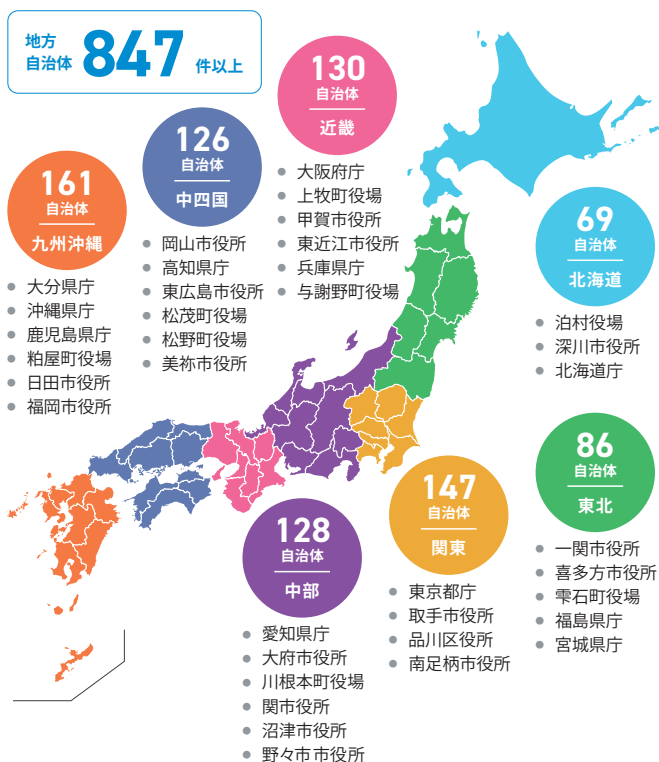 地方
自治体 847 件以上
130
自治体
近畿
大阪府庁
上牧町役場
甲賀市役所
東近江市役所
兵庫県庁
与謝野町役場
126
自治体
中四国
岡山市役所
高知県庁
東広島市役所
松茂町役場
松野町役場
美祢市役所
161
自治体
九州沖縄
大分県庁
沖縄県庁
鹿児島県庁
粕屋町役場
日田市役所
福岡市役所
69
自治体
北海道
泊村役場
深川市役所
北海道庁
86
自治体
東北
一関市役所
喜多方市役所
雫石町役場
福島県庁
宮城県庁
147
自治体
関東
東京都庁
取手市役所
品川区役所
南足柄市役所
128
自治体
中部
愛知県庁
大府市役所
川根本町役場
関市役所
沼津市役所
野々市市役所